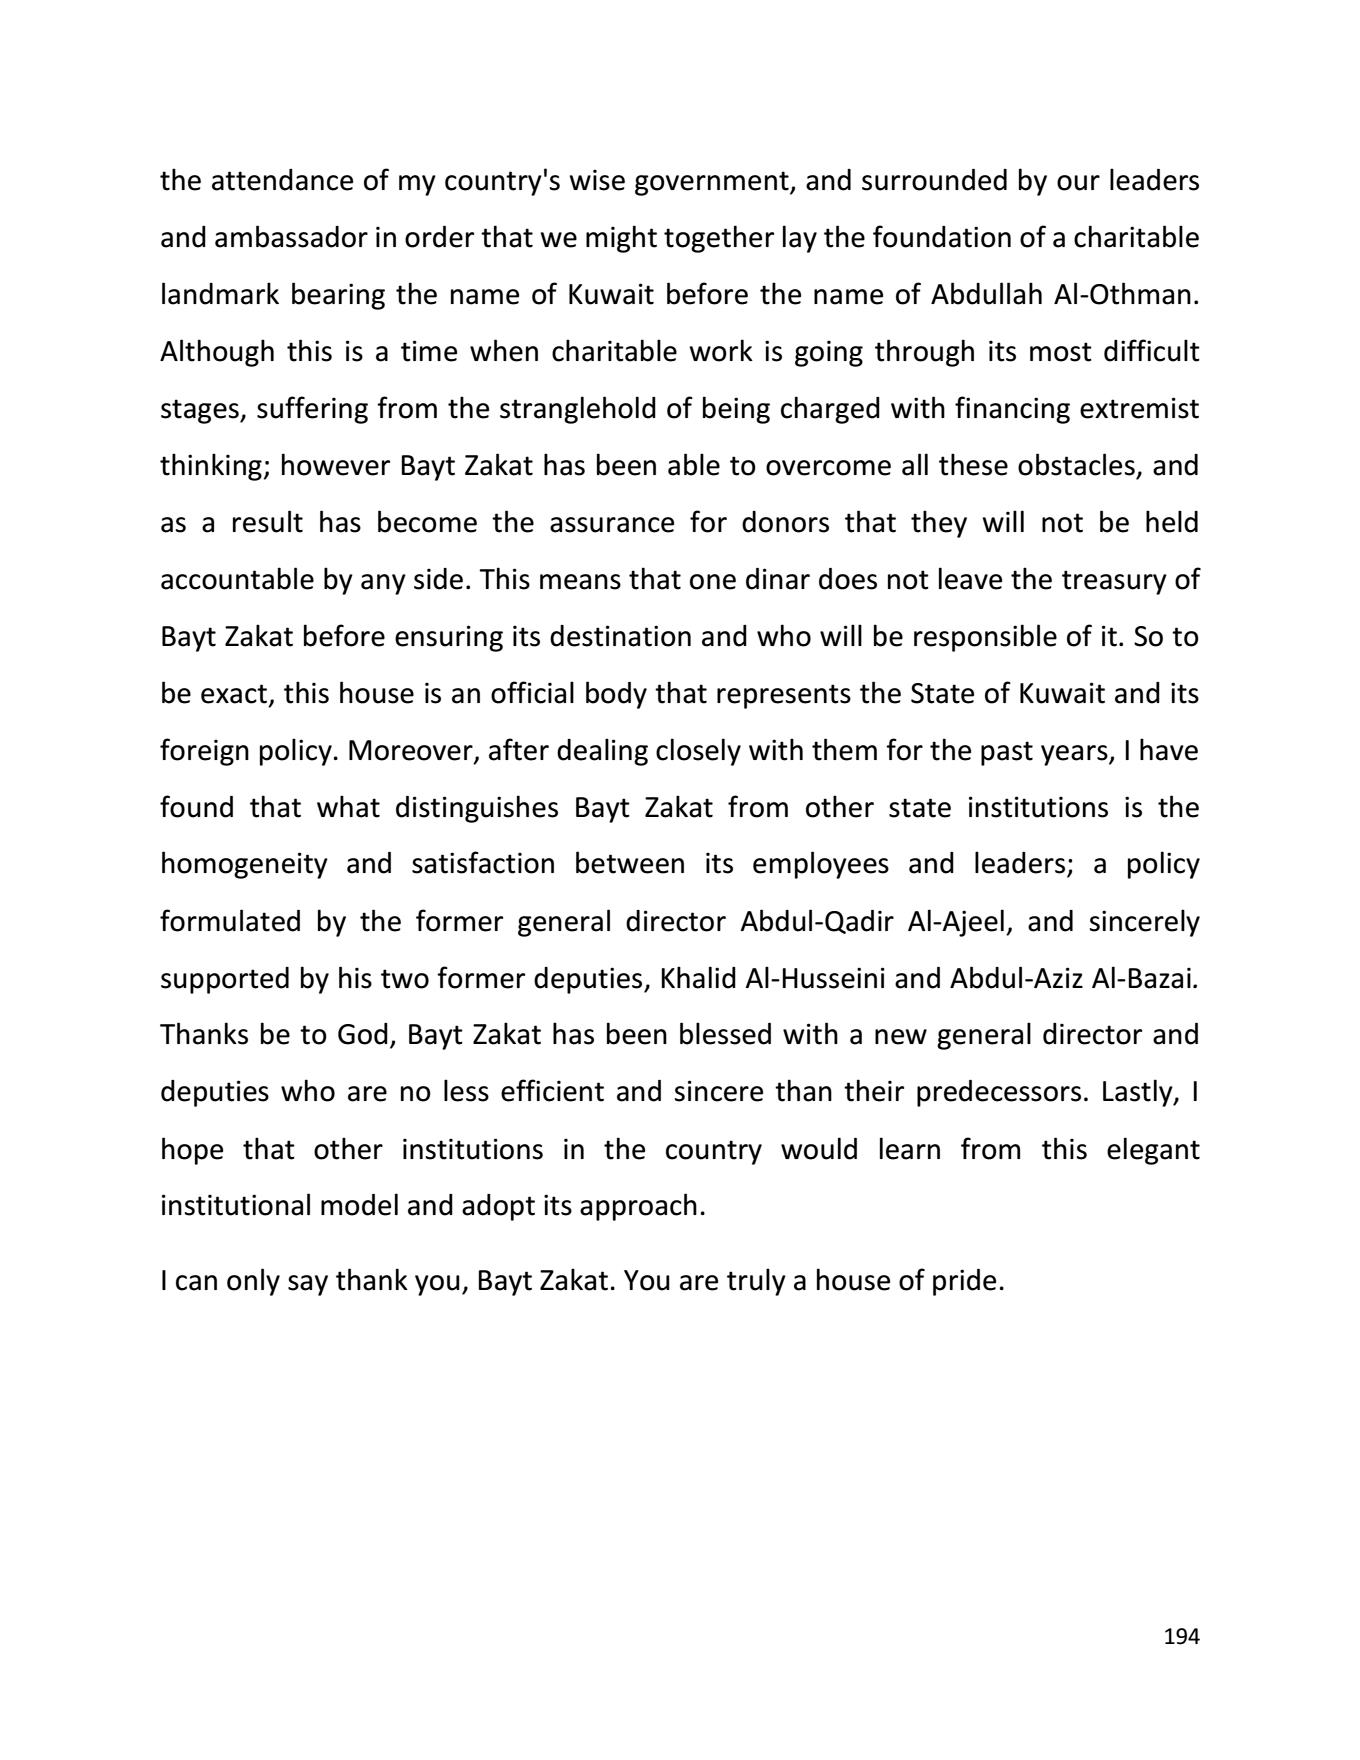 the attendance of my country's wise government, and surrounded by our leaders
and ambassador in order that we might together lay the foundation of a charitable
landmark bearing the name of Kuwait before the name of Abdullah Al-Othman.
Although this is a time when charitable work is going through its most difficult
stages, suffering from the stranglehold of being charged with financing extremist
thinking; however Bayt Zakat has been able to overcome all these obstacles, and
as a result has become the assurance for donors that they will not be held
accountable by any side. This means that one dinar does not leave the treasury of
Bayt Zakat before ensuring its destination and who will be responsible of it. So to
be exact, this house is an official body that represents the State of Kuwait and its
foreign policy. Moreover, after dealing closely with them for the past years, I have
found that what distinguishes Bayt Zakat from other state institutions is the
homogeneity and satisfaction between its employees and leaders; a policy
formulated by the former general director Abdul-Qadir Al-Ajeel, and sincerely
supported by his two former deputies, Khalid Al-Husseini and Abdul-Aziz Al-Bazai.
Thanks be to God, Bayt Zakat has been blessed with a new general director and
deputies who are no less efficient and sincere than their predecessors. Lastly, I
hope that other institutions in the country would learn from this elegant
institutional model and adopt its approach.
I can only say thank you, Bayt Zakat. You are truly a house of pride.
194